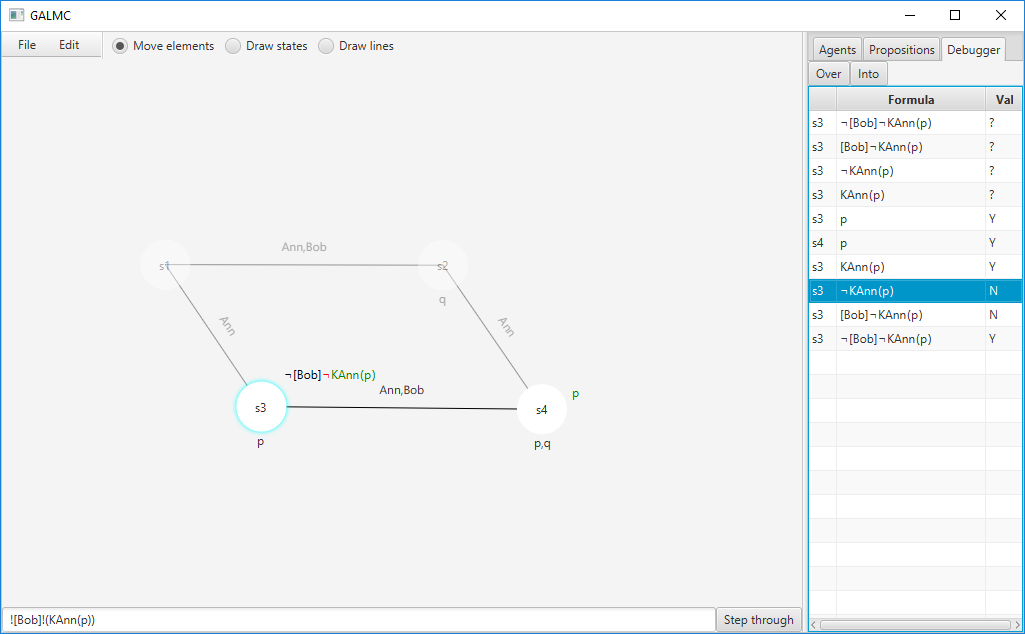 GALMC
File Edit Move elements Draw states Draw lines
Agents Propositions Debugger
Over Into
Formula Val
s3 ¬[Bob]¬KAnn(p) ?
s3 [Bob]¬KAnn(p) ?
s3 ¬KAnn(p) ?
s3 KAnn(p) ?
s3 p Y
s4 p Y
s3 KAnn(p) Y
s3 ¬KAnn(p) N
s3 [Bob]¬KAnn(p) N
s3 ¬[Bob]¬KAnn(p) Y
Ann,Bob
s1
s2
q
Ann
Ann
¬[Bob]¬KAnn(p)
Ann,Bob
p
s3
s4
p
p,q
![Bob]!(KAnn(p))
Step through